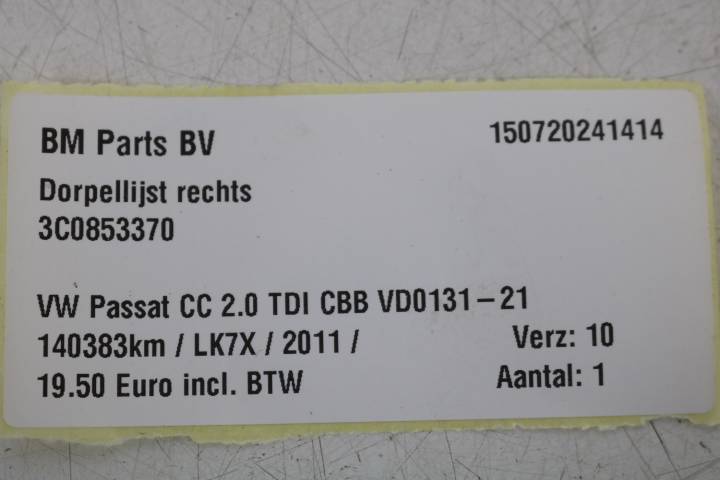 BM Parts BV 150720241414
Dorpellijst rechts
3C0853370
VW Passat CC 2.0 TDI CBB VD0131-21
140383km / LK7X / 2011 / Verz: 10
19.50 Euro incl. BTW Aantal: 1